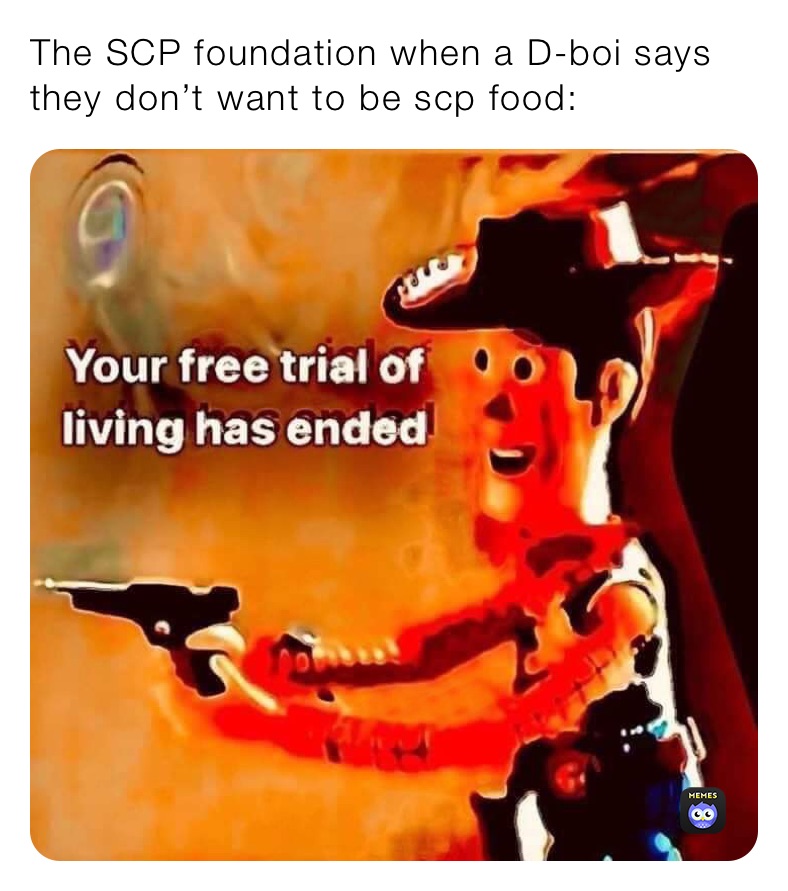 The SCP foundation when a D-boi says
they don’t want to be scp food:
Your free trial of
living has ended
MEMES